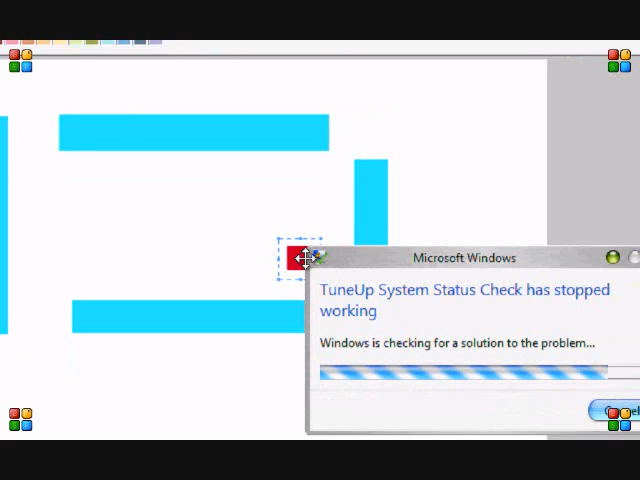 Microsoft Windows
TuneUp System Status Check has stopped
working
Windows is checking for a solution to the problem...